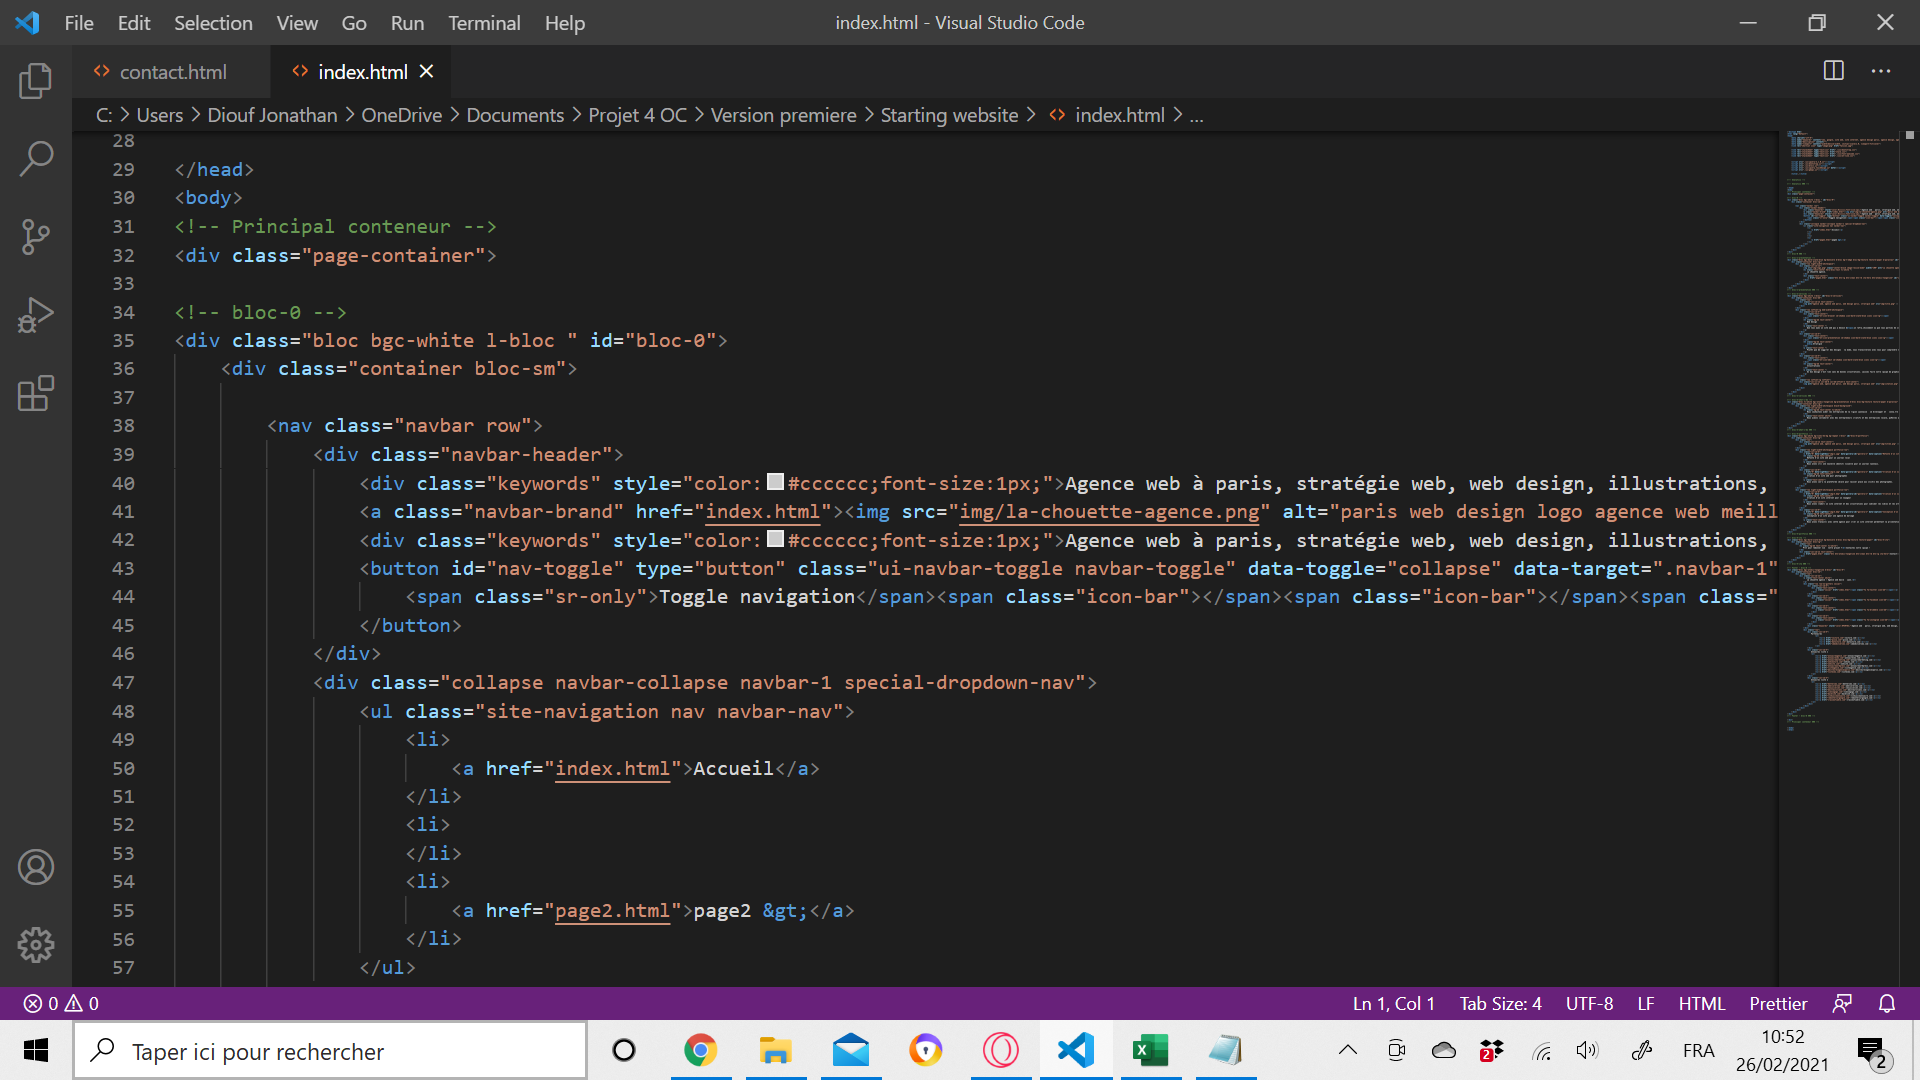 File Edit Selection View Go Run Terminal Help index.html - Visual Studio Code
contact.html index.html
C: > Users > Diouf Jonathan > OneDrive > Documents > Projet 4 OC > Version premiere > Starting website > index.html > ...
28
29 </head>
30 <body>
31 <!-- Principal conteneur -->
32 <div class="page-container">
33
34 <!-- bloc-0 -->
35 <div class="bloc bgc-white l-bloc " id="bloc-0">
36 <div class="container bloc-sm">
37
38 <nav class="navbar row">
39 <div class="navbar-header">
40 <div class="keywords" style="color:#cccccc;font-size:1px;">Agence web à paris, stratégie web, web design, illustrations,
41 <a class="navbar-brand" href="index.html"><img src="img/la-chouette-agence.png" alt="paris web design logo agence web meill
42 <div class="keywords" style="color:#cccccc;font-size:1px;">Agence web à paris, stratégie web, web design, illustrations,
43 <button id="nav-toggle" type="button" class="ui-navbar-toggle navbar-toggle" data-toggle="collapse" data-target=".navbar-1"
44 <span class="sr-only">Toggle navigation</span><span class="icon-bar"></span><span class="icon-bar"></span><span class="
45 </button>
46 </div>
47 <div class="collapse navbar-collapse navbar-1 special-dropdown-nav">
48 <ul class="site-navigation nav navbar-nav">
49 <li>
50 <a href="index.html">Accueil</a>
51 </li>
52 <li>
53 </li>
54 <li>
55 <a href="page2.html">page2 &gt;</a>
56 </li>
57 </ul>
0 0 Ln 1, Col 1 Tab Size: 4 UTF-8 LF HTML Prettier
Taper ici pour rechercher 2 FRA 10:52
26/02/2021 2